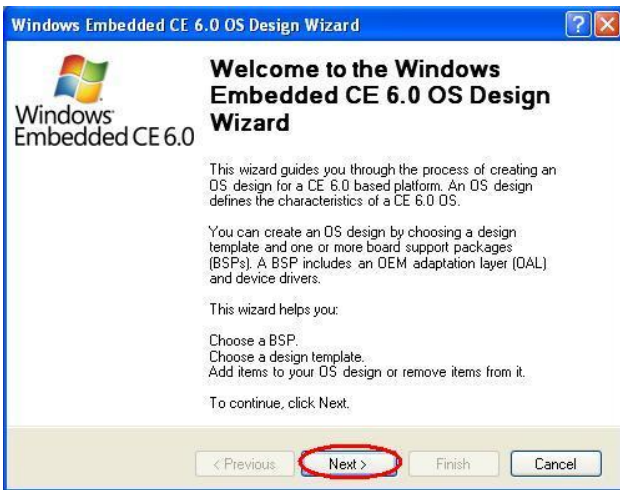 Windows Embedded CE 6.0 OS Design Wizard
Windows
Embedded CE 6.0
Welcome to the Windows
Embedded CE 6.0 OS Design
Wizard
This wizard guides you through the process of creating an
OS design for a CE 6.0 based platform. An OS design
defines the characteristics of a CE 6.0 OS.
You can create an OS design by choosing a design
template and one or more board support packages
(BSPs). A BSP includes an OEM adaptation layer (OAL)
and device drivers.
This wizard helps you:
Choose a BSP.
Choose a design template.
Add items to your OS design or remove items from it.
To continue, click Next.
< Previous Next > Finish Cancel